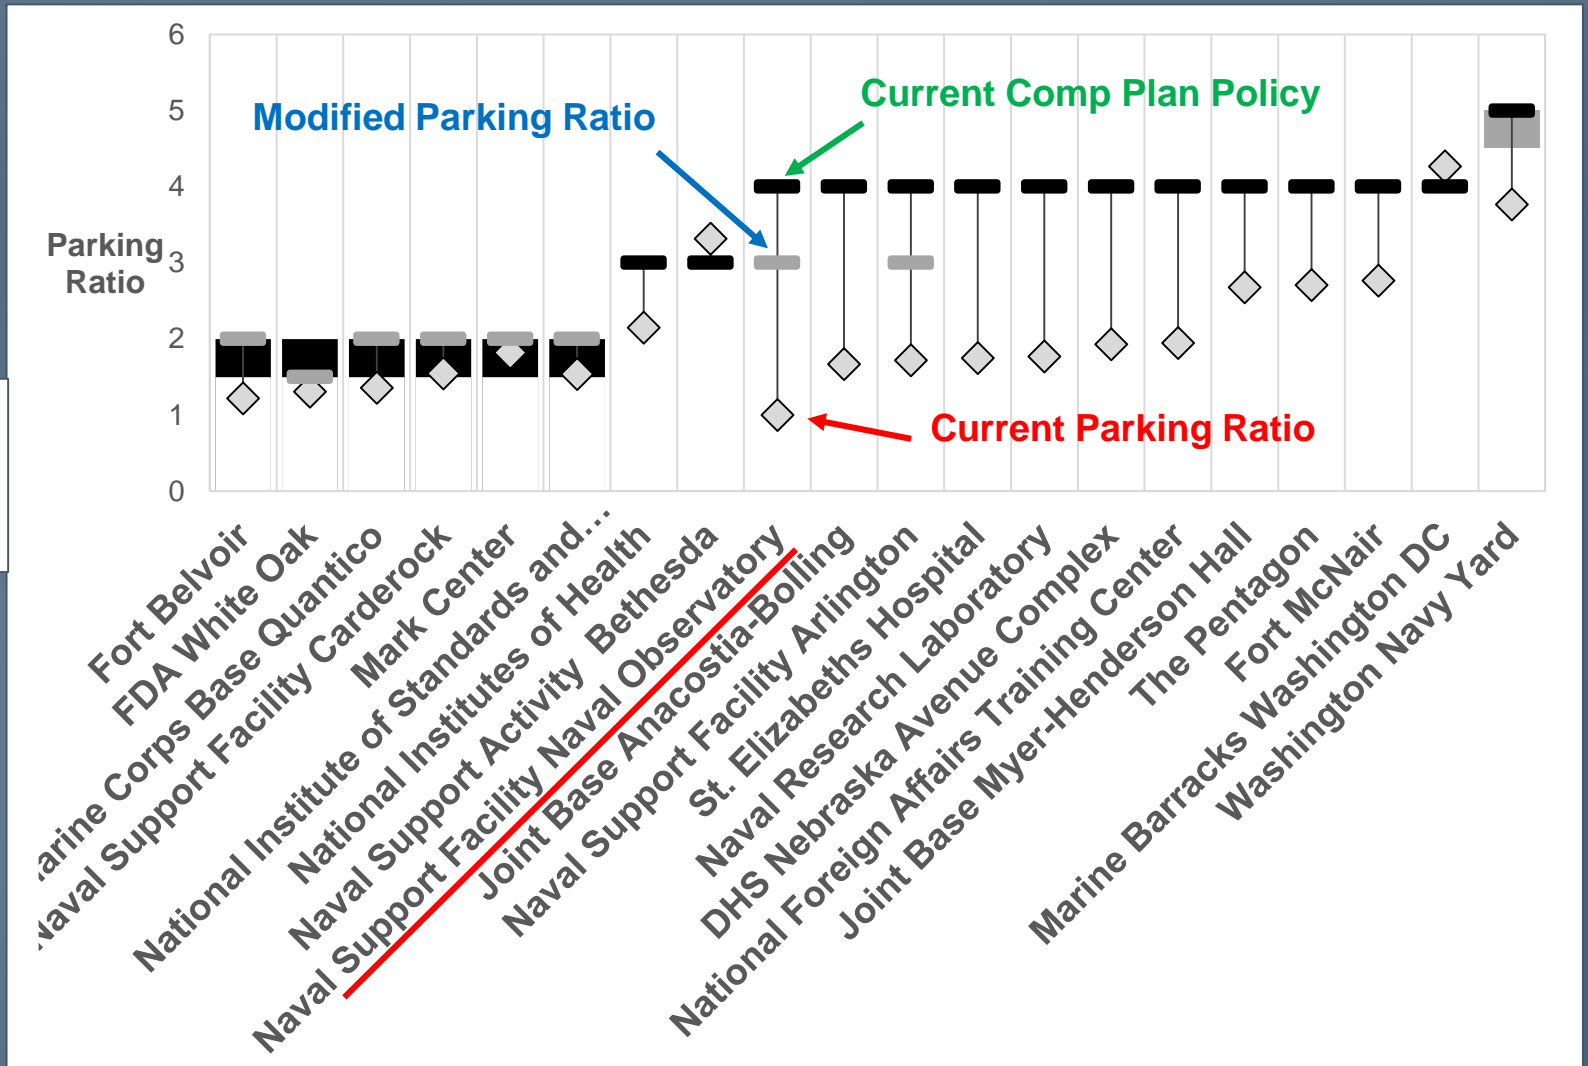 6
5
4
3
2
1
0
Parking
Ratio
Modified Parking Ratio
Current Comp Plan Policy
Current Parking Ratio
Fort Belvoir
FDA White Oak
arine Corps Base Quantico
Naval Support Facility Carderock
Mark Center
National Institute of Standards and…
National Institutes of Health
Naval Support Activity  Bethesda
Naval Support Facility Naval Observatory
Joint Base Anacostia-Bolling
Naval Support Facility Arlington
St. Elizabeths Hospital
Naval Research Laboratory
DHS Nebraska Avenue Complex
National Foreign Affairs Training Center
Joint Base Myer-Henderson Hall
The Pentagon
Fort McNair
Marine Barracks Washington DC
Washington Navy Yard